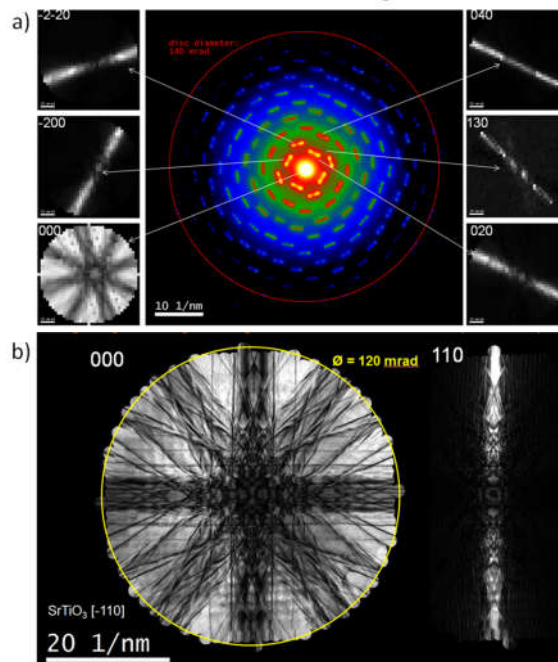 a)
-2-20
disc diameter:
140 mrad
040
-200
130
000
10 1/nm
020
b)
000
Ø = 120 mrad
110
SrTiO3 [-110]
20 1/nm